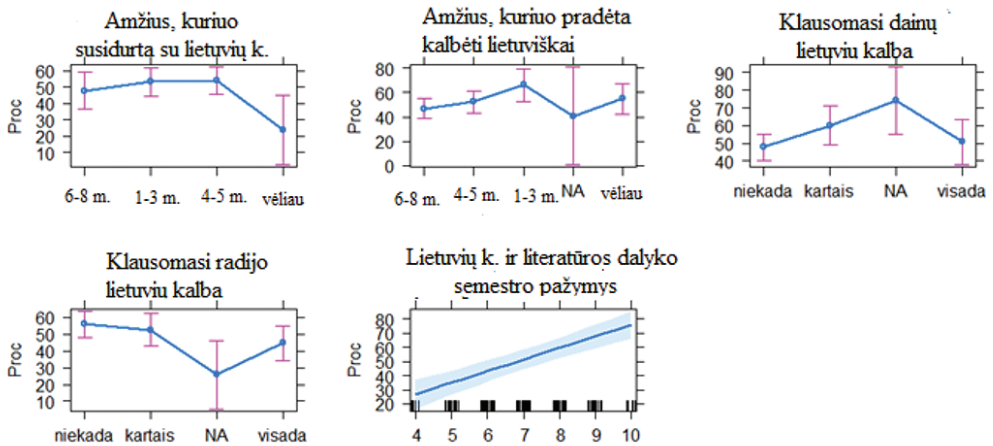 Amžius, kuriuo
susidurta su lietuvių k.
Proc
60
50
40
30
20
10
6-8 m. 1-3 m. 4-5 m. vėliau
Amžius, kuriuo pradėta
kalbėti lietuviškai
Proc
80
60
40
20
0
6-8 m. 4-5 m. 1-3 m. NA vėliau
Klausomasi dainų
lietuviu kalba
Proc
90
80
70
60
50
40
niekada kartais NA visada
Klausomasi radijo
lietuviu kalba
Proc
60
50
40
30
20
10
niekada kartais NA visada
Lietuvių k. ir literatūros dalyko
semestro pažymys
Proc
80
70
60
50
40
30
20
4 5 6 7 8 9 10